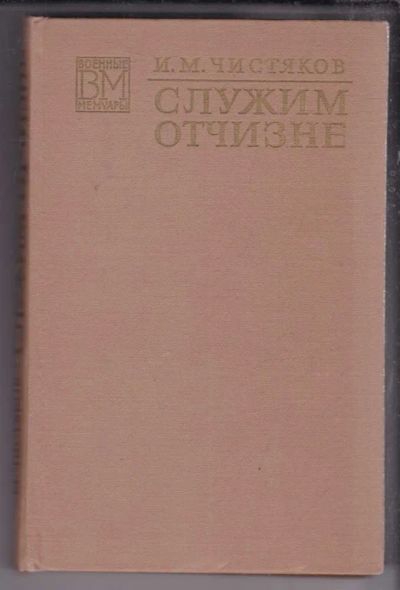 ВОЕННЫЕ
ВМ
МЕМУАРЫ
И. М. ЧИСТЯКОВ
СЛУЖИМ
ОТЧИЗНЕ